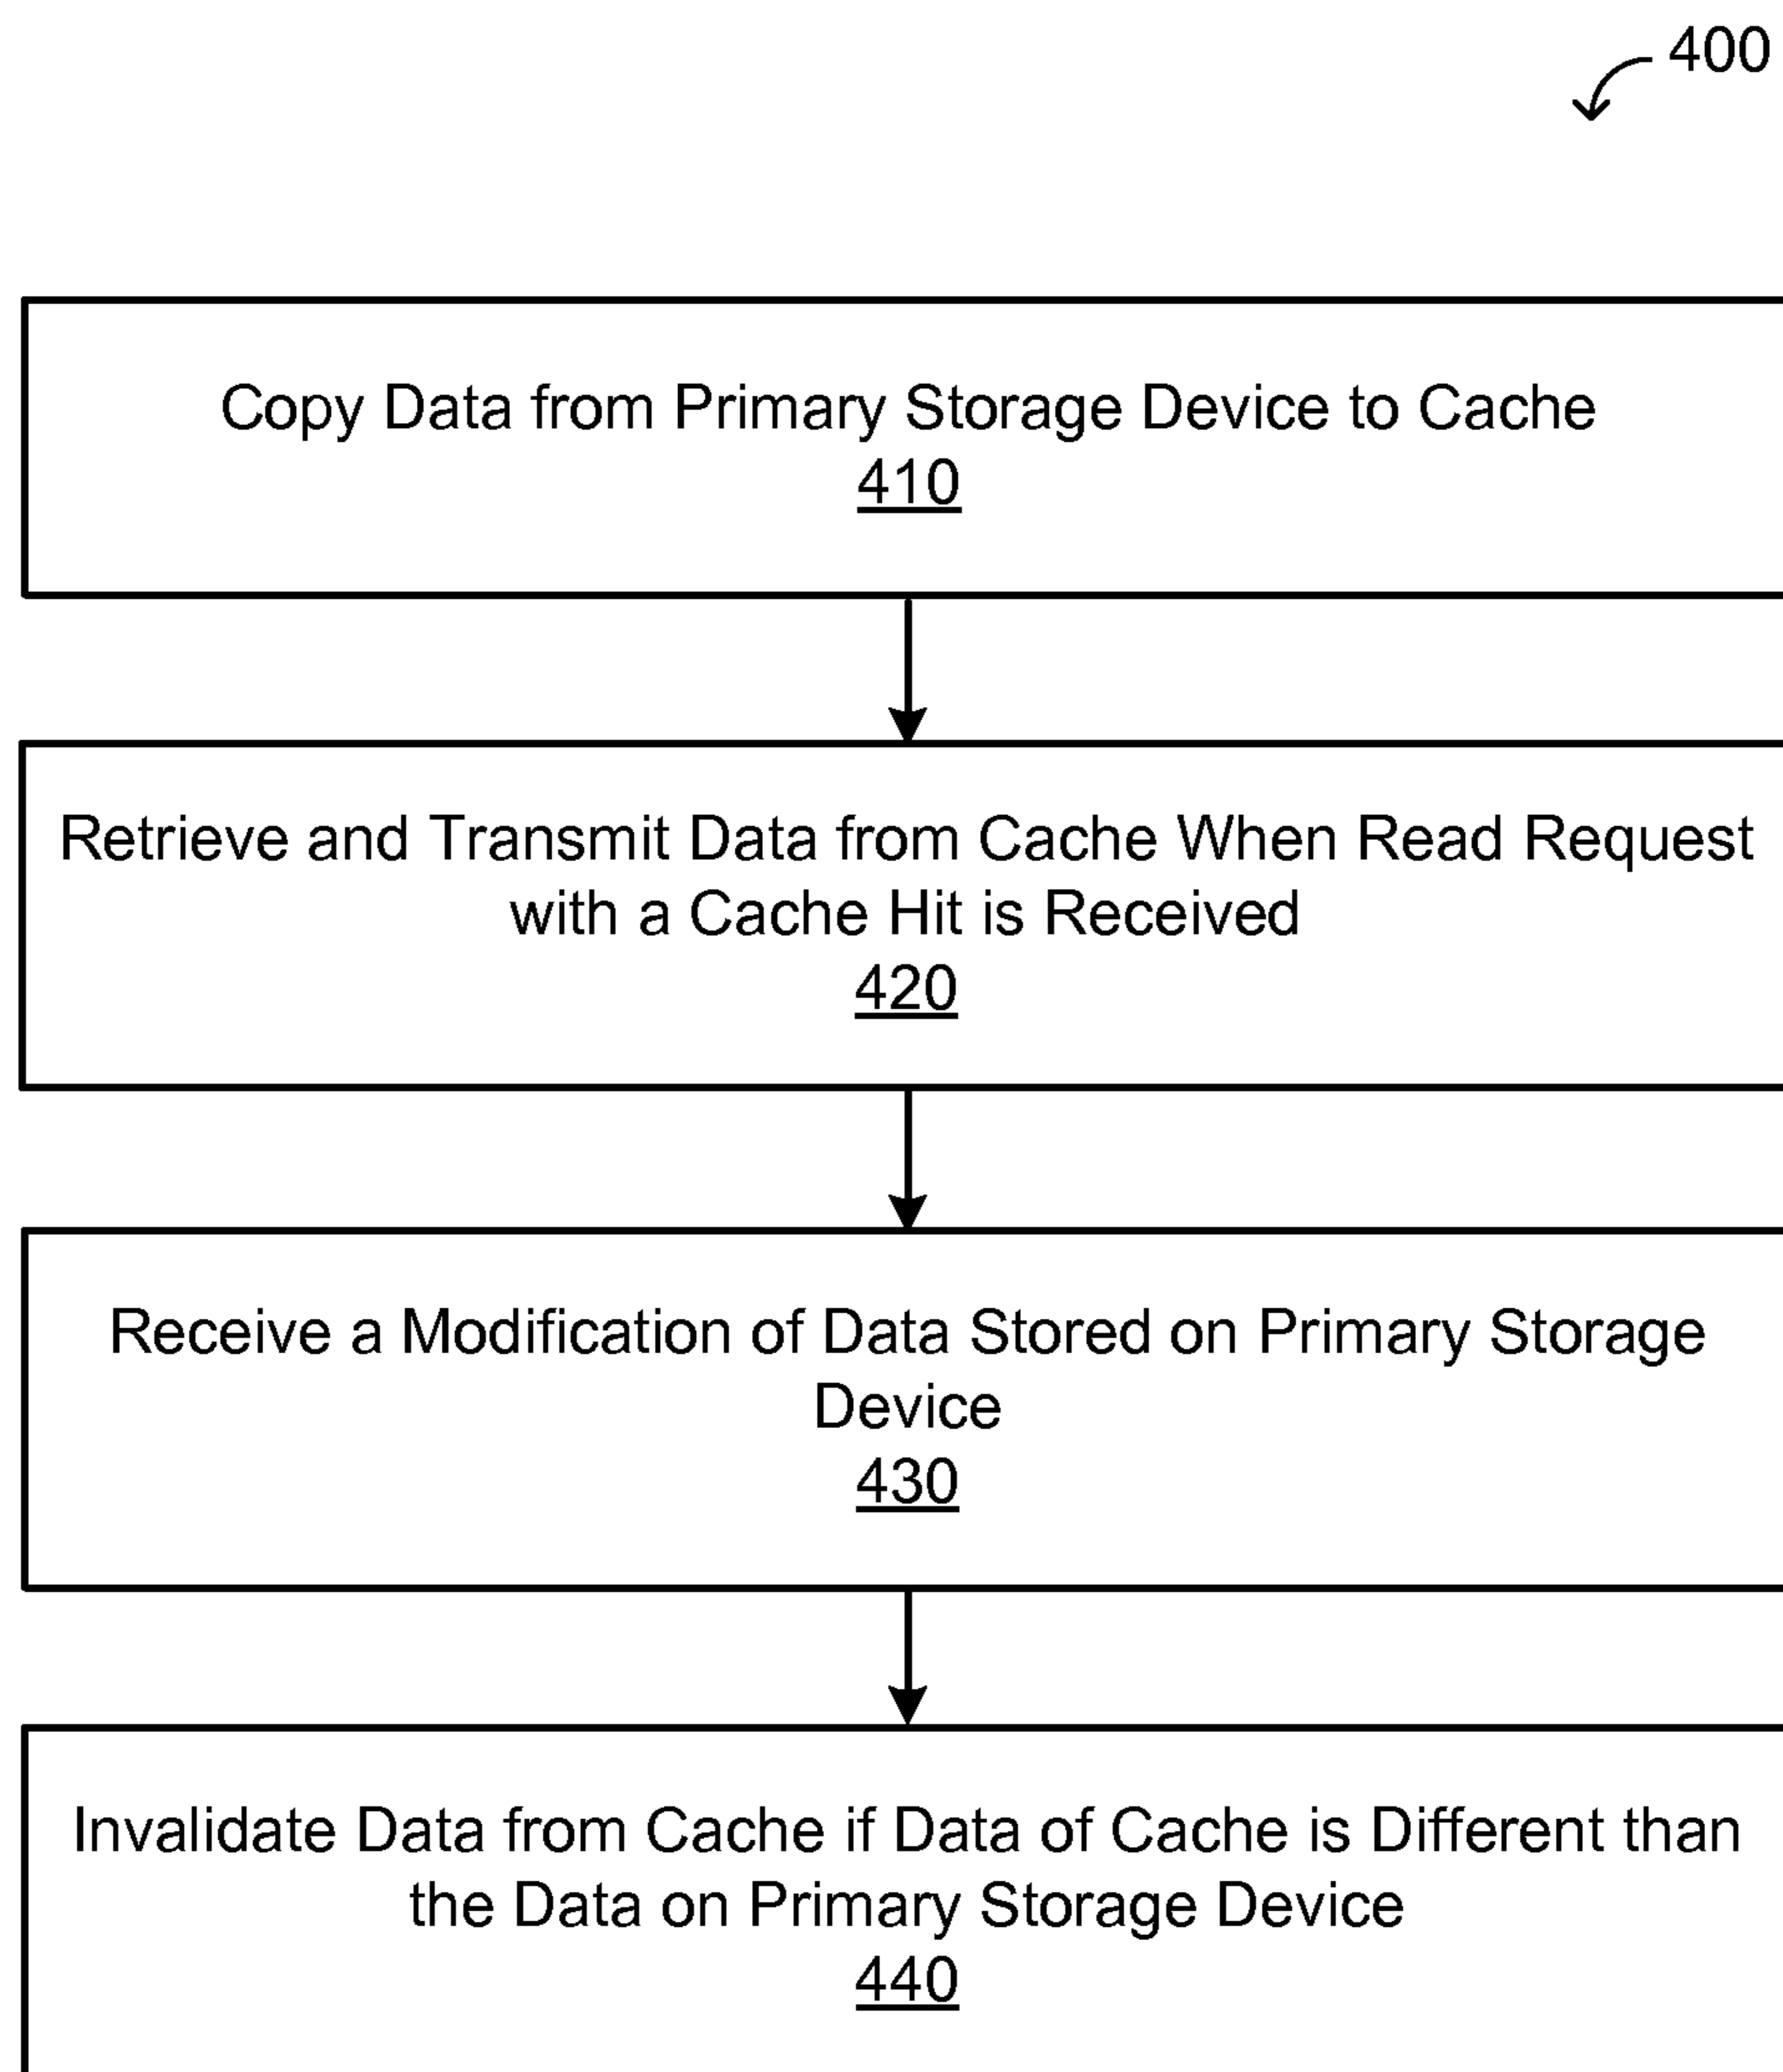 400
Copy Data from Primary Storage Device to Cache
410
Retrieve and Transmit Data from Cache When Read Request
with a Cache Hit is Received
420
Receive a Modification of Data Stored on Primary Storage
Device
430
Invalidate Data from Cache if Data of Cache is Different than
the Data on Primary Storage Device
440